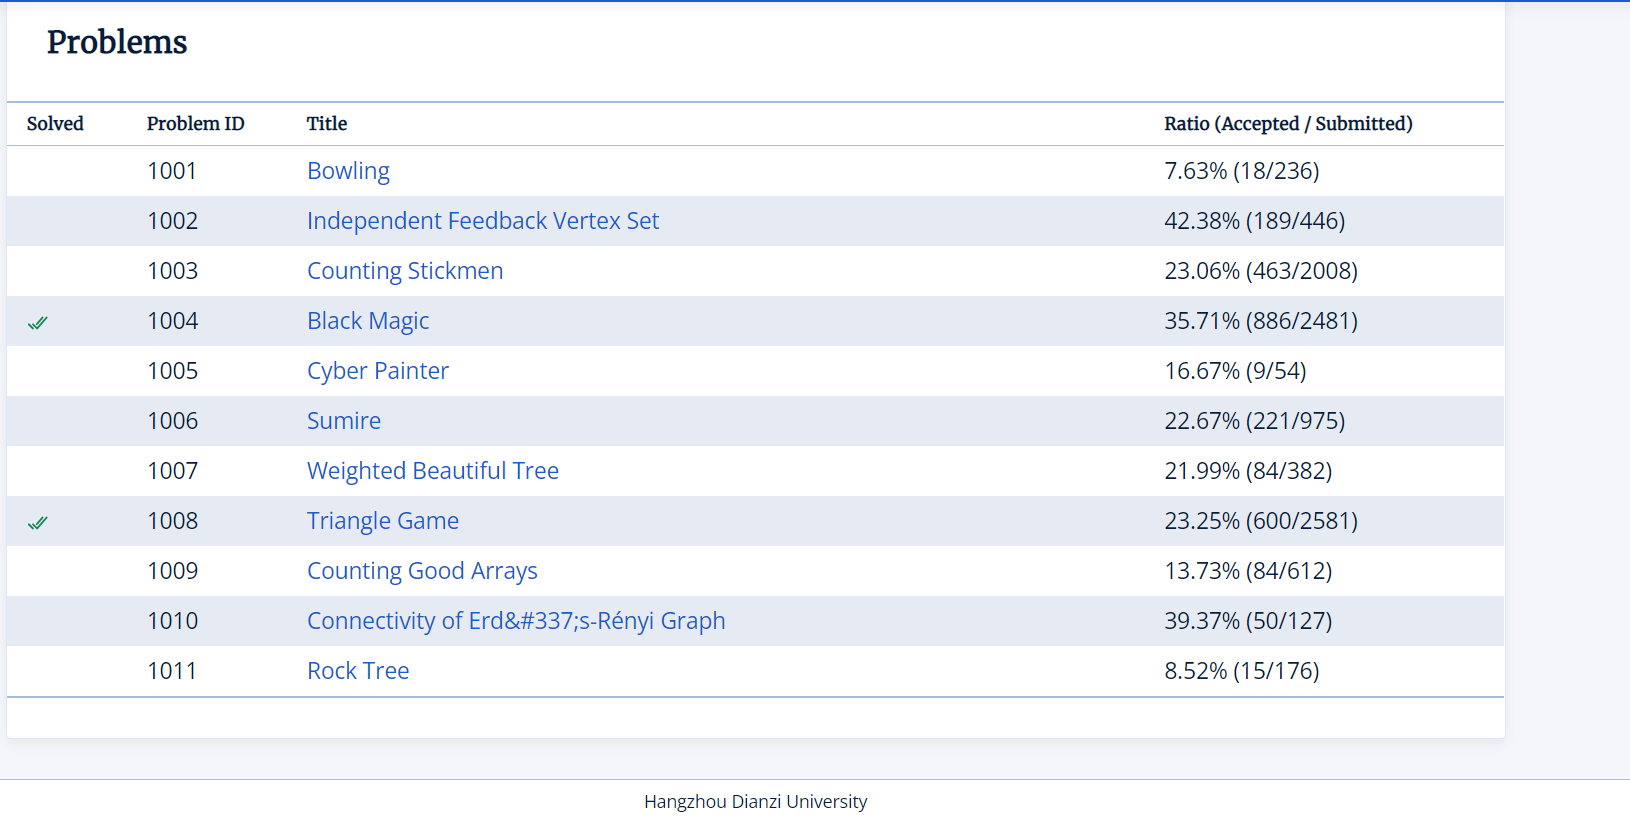 Problems
Solved Problem ID Title Ratio (Accepted / Submitted)
1001 Bowling 7.63% (18/236)
1002 Independent Feedback Vertex Set 42.38% (189/446)
1003 Counting Stickmen 23.06% (463/2008)
1004 Black Magic 35.71% (886/2481)
1005 Cyber Painter 16.67% (9/54)
1006 Sumire 22.67% (221/975)
1007 Weighted Beautiful Tree 21.99% (84/382)
1008 Triangle Game 23.25% (600/2581)
1009 Counting Good Arrays 13.73% (84/612)
1010 Connectivity of Erd&#337;s-Rényi Graph 39.37% (50/127)
1011 Rock Tree 8.52% (15/176)
Hangzhou Dianzi University